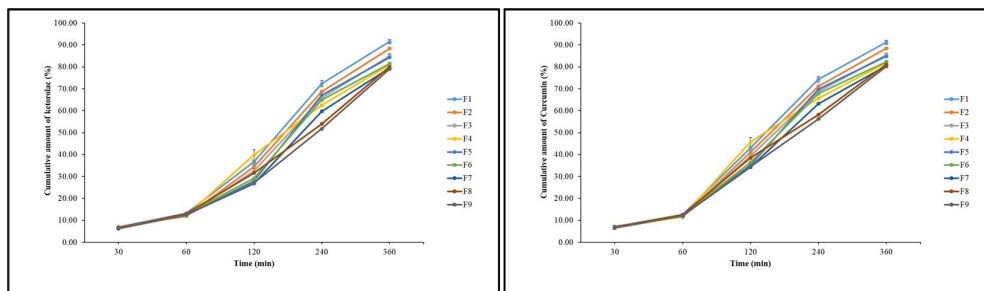 Cumulative amount of ketorolac (%)
100.00
90.00
80.00
70.00
60.00
50.00
40.00
30.00
20.00
10.00
0.00
30 60 120 240 360
Time (min)
F1
F2
F3
F4
F5
F6
F7
F8
F9
Cumulative amount of Curcumin (%)
100.00
90.00
80.00
70.00
60.00
50.00
40.00
30.00
20.00
10.00
0.00
30 60 120 240 360
Time (min)
F1
F2
F3
F4
F5
F6
F7
F8
F9